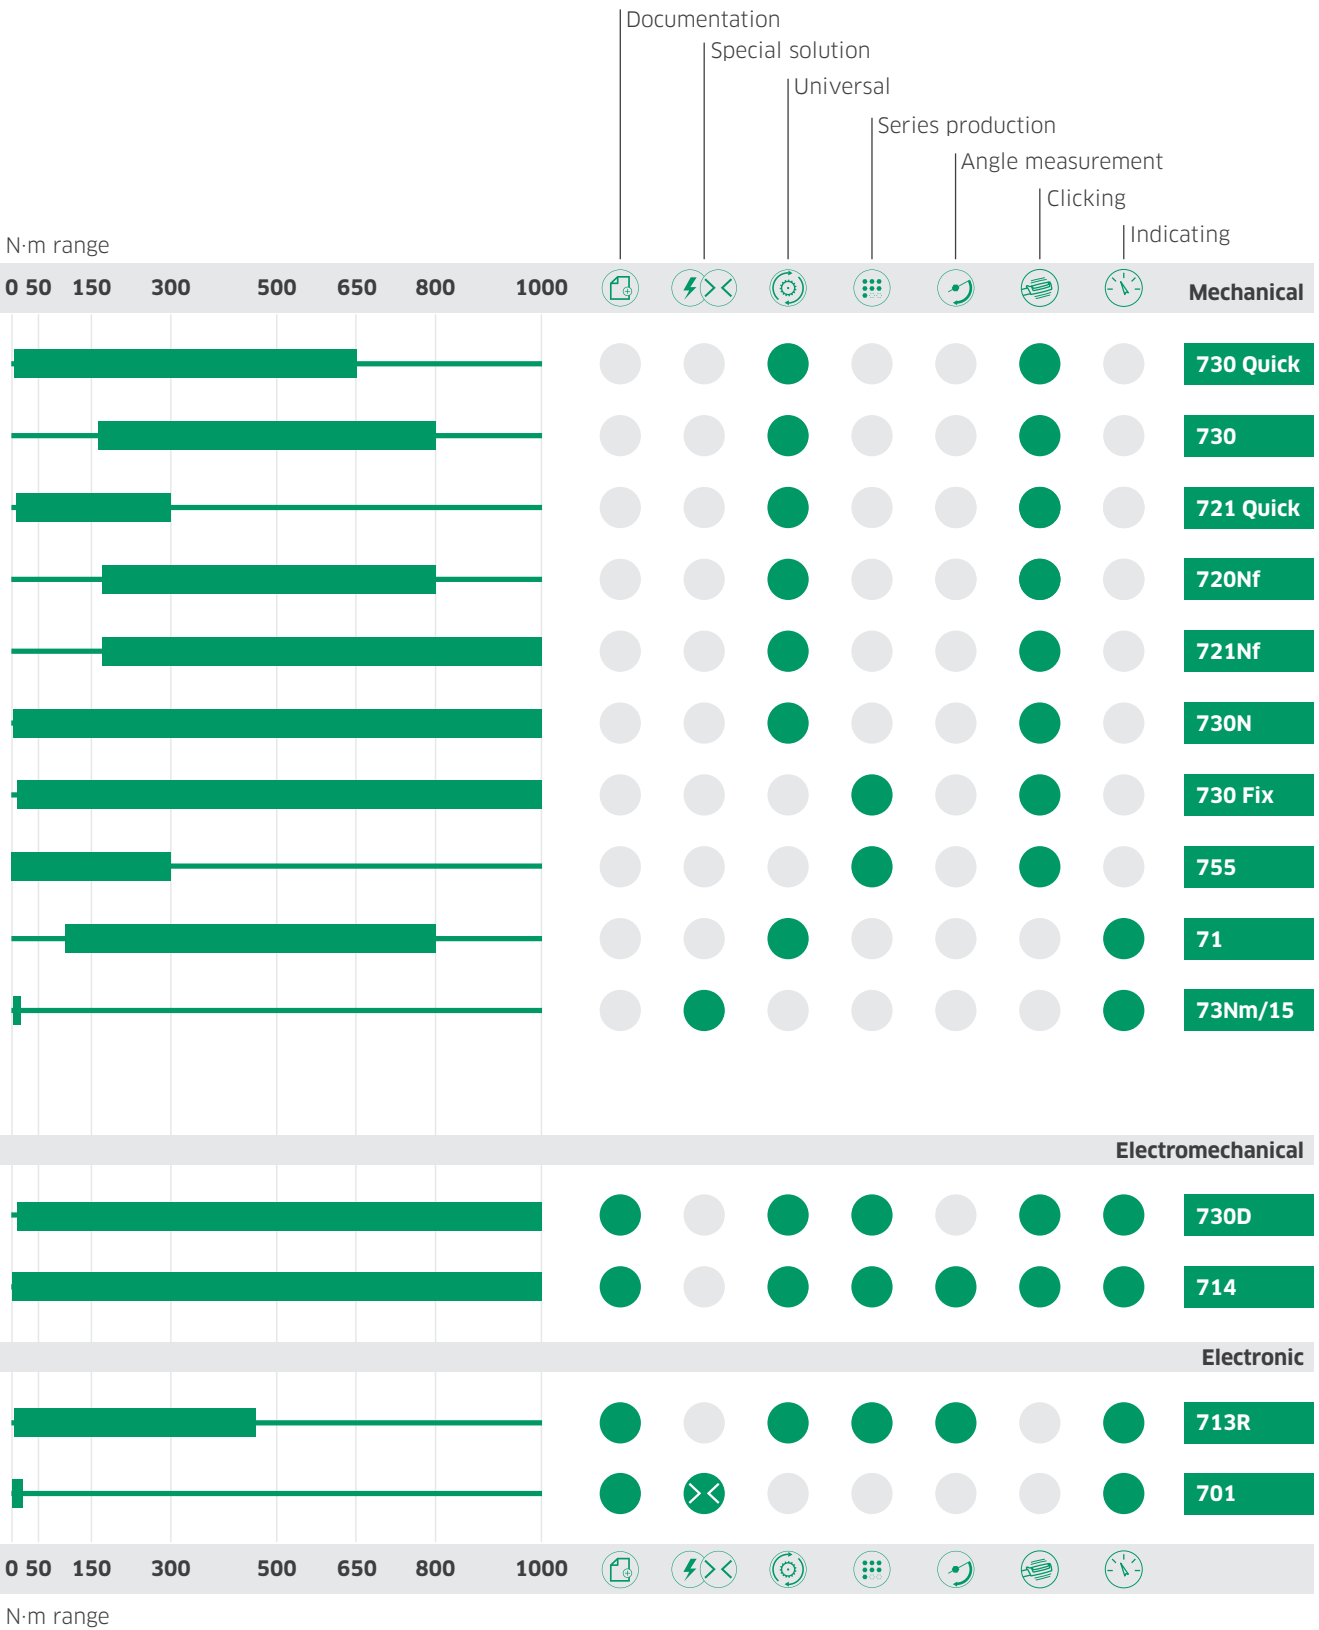 Documentation
Special solution
Universal
Series production
Angle measurement
Clicking
Indicating
N·m range
0 50 150 300 500 650 800 1000 Mechanical
730 Quick
730
721 Quick
720Nf
721Nf
730N
730 Fix
755
71
73Nm/15
Electromechanical
730D
714
Electronic
713R
701
0 50 150 300 500 650 800 1000
N·m range